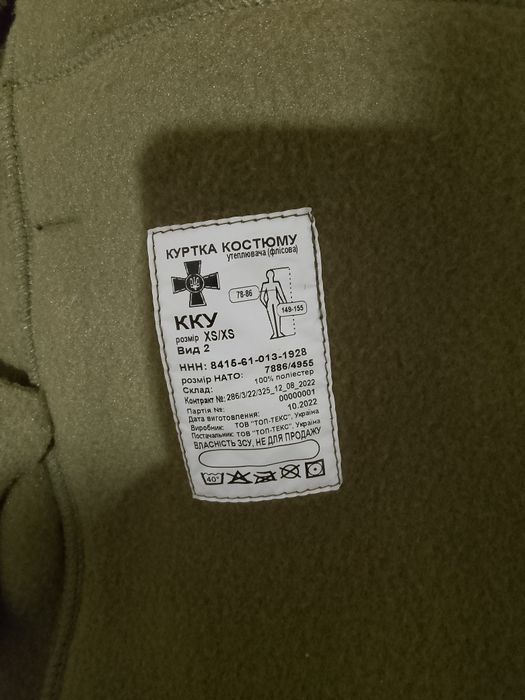 КУРТКА КОСТЮМУ
утеплювача (флісова)
78-86
149-155
ККУ
розмір XS/XS
Вид 2
ННН: 8415-61-013-1928
розмір НАТО: 7886/4955
Склад: 100% поліестер
Контракт №: 286/3/22/325_12_08_2022
Партія №: 00000001
Дата виготовлення: 10.2022
Виробник: ТОВ "ТОП-ТЕКС", Україна
Постачальник: ТОВ "ТОП-ТЕКС", Україна
ВЛАСНІСТЬ ЗСУ, НЕ ДЛЯ ПРОДАЖУ
40°